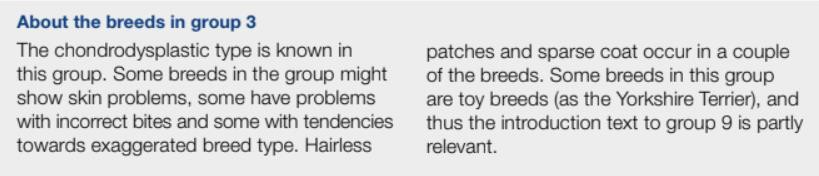 About the breeds in group 3
The chondrodysplastic type is known in
this group. Some breeds in the group might
show skin problems, some have problems
with incorrect bites and some with tendencies
towards exaggerated breed type. Hairless
patches and sparse coat occur in a couple
of the breeds. Some breeds in this group
are toy breeds (as the Yorkshire Terrier), and
thus the introduction text to group 9 is partly
relevant.